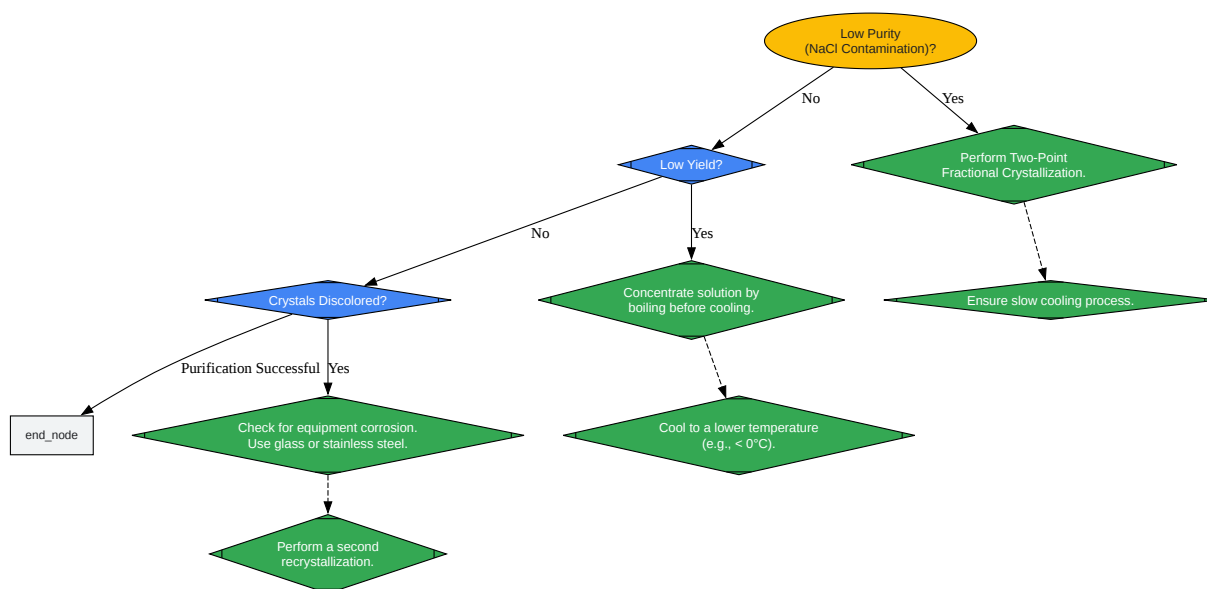 Low Purity
(NaCl Contamination)?
No
Yes
Low Yield?
Perform Two-Point
Fractional Crystallization.
No
Yes
Crystals Discolored?
Concentrate solution by
boiling before cooling.
Ensure slow cooling process.
Purification Successful
Yes
end_node
Check for equipment corrosion.
Use glass or stainless steel.
Cool to a lower temperature
(e.g., < 0°C).
Perform a second
recrystallization.